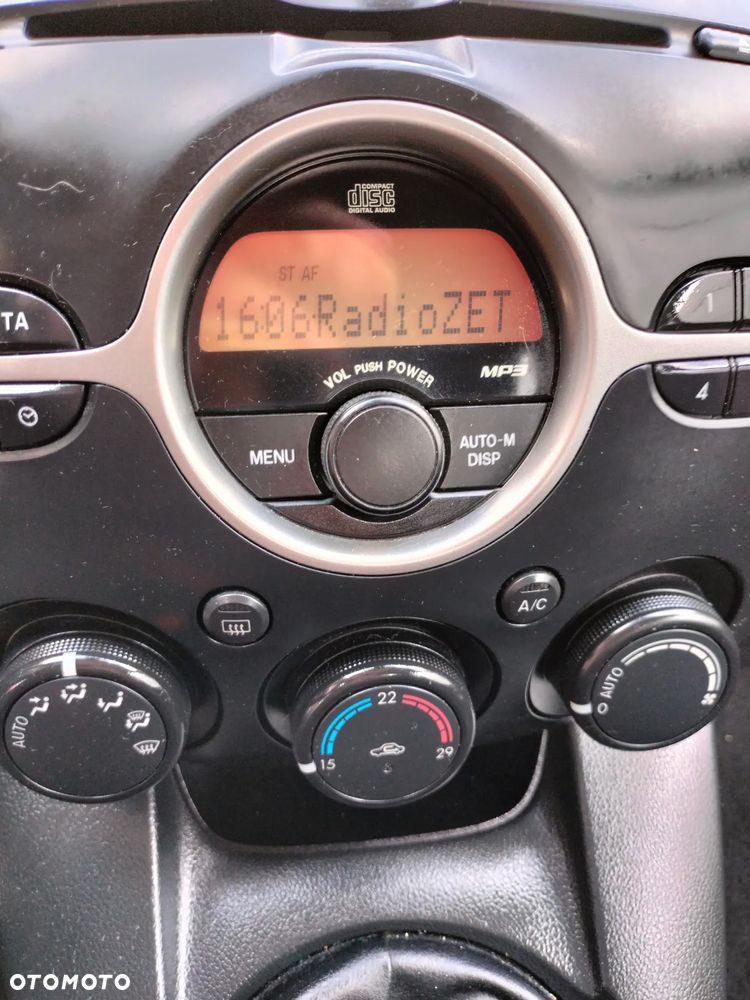 COMPACT
disc
DIGITAL AUDIO
ST AF
1606RadioZET
TA
1
VOL PUSH POWER
MP3
4
MENU
AUTO-M
DISP
A/C
AUTO
22
15
29
AUTO
OTOMOTO